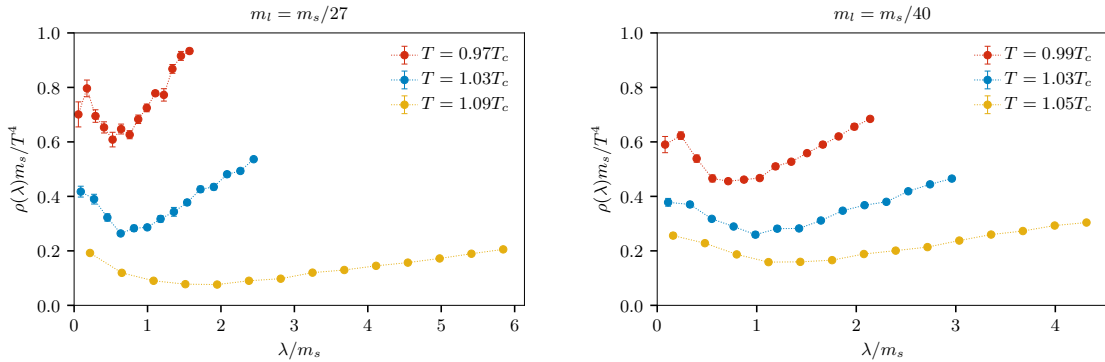 m_l = m_s/27
ρ(λ)m_s/T^4
1.0
0.8
0.6
0.4
0.2
0.0
T = 0.97T_c
T = 1.03T_c
T = 1.09T_c
0 1 2 3 4 5 6
λ/m_s
m_l = m_s/40
ρ(λ)m_s/T^4
1.0
0.8
0.6
0.4
0.2
0.0
T = 0.99T_c
T = 1.03T_c
T = 1.05T_c
0 1 2 3 4
λ/m_s